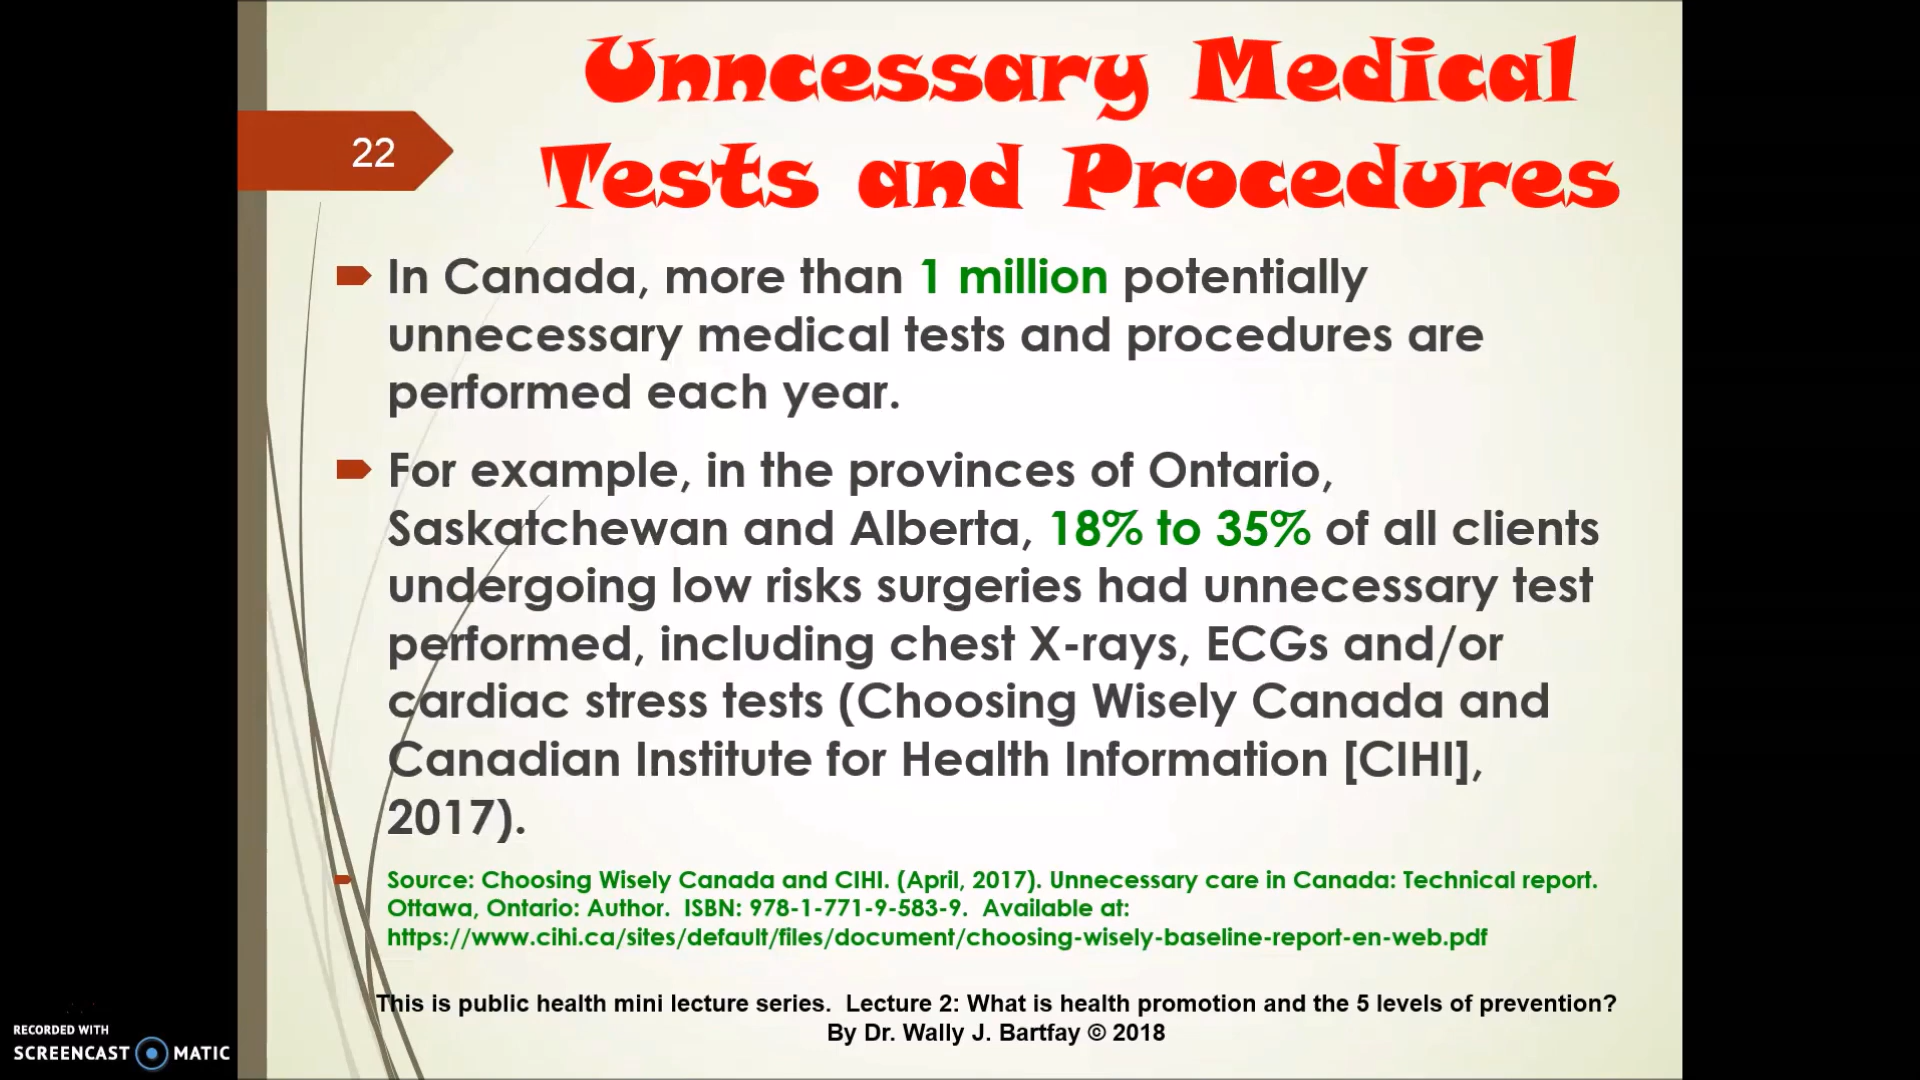 Unncessary Medical
Tests and Procedures
22
In Canada, more than 1 million potentially
unnecessary medical tests and procedures are
performed each year.
For example, in the provinces of Ontario,
Saskatchewan and Alberta, 18% to 35% of all clients
undergoing low risks surgeries had unnecessary test
performed, including chest X-rays, ECGs and/or
cardiac stress tests (Choosing Wisely Canada and
Canadian Institute for Health Information [CIHI],
2017).
Source: Choosing Wisely Canada and CIHI. (April, 2017). Unnecessary care in Canada: Technical report.
Ottawa, Ontario: Author. ISBN: 978-1-771-9-583-9. Available at:
https://www.cihi.ca/sites/default/files/document/choosing-wisely-baseline-report-en-web.pdf
This is public health mini lecture series. Lecture 2: What is health promotion and the 5 levels of prevention?
By Dr. Wally J. Bartfay © 2018
RECORDED WITH
SCREENCAST MATIC